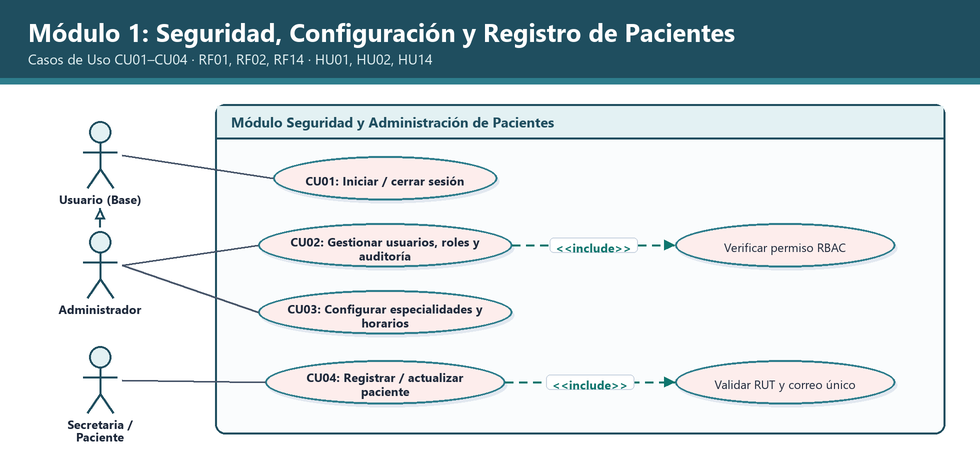 Módulo 1: Seguridad, Configuración y Registro de Pacientes
Casos de Uso CU01–CU04 · RF01, RF02, RF14 · HU01, HU02, HU14
Módulo Seguridad y Administración de Pacientes
Usuario (Base)
CU01: Iniciar / cerrar sesión
Administrador
CU02: Gestionar usuarios, roles y
auditoría
<<include>>
Verificar permiso RBAC
CU03: Configurar especialidades y
horarios
Secretaria /
Paciente
CU04: Registrar / actualizar
paciente
<<include>>
Validar RUT y correo único